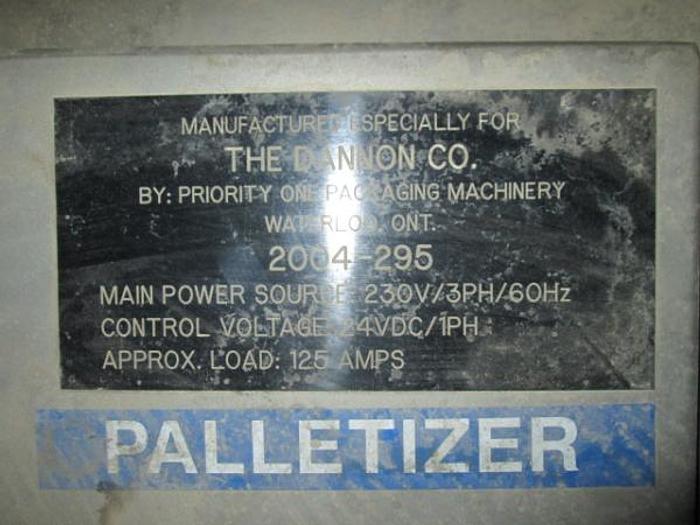 MANUFACTURED ESPECIALLY FOR
THE DANNON CO.
BY: PRIORITY ONE PACKAGING MACHINERY
WATERLOO, ONT.
2004-295
MAIN POWER SOURCE: 230V/3PH/60Hz
CONTROL VOLTAGE: 24VDC/1PH
APPROX. LOAD: 125 AMPS
PALLETIZER